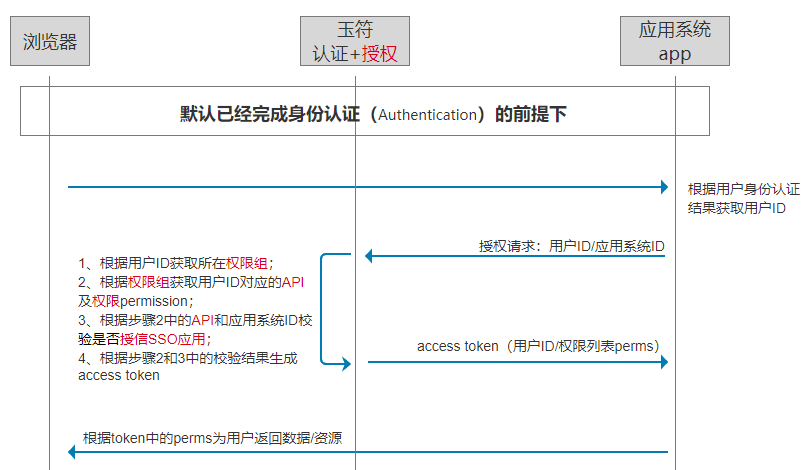 浏览器
玉符
认证+授权
应用系统
app
默认已经完成身份认证（Authentication）的前提下
根据用户身份认证
结果获取用户ID
授权请求：用户ID/应用系统ID
1、根据用户ID获取所在权限组；
2、根据权限组获取用户ID对应的API
及权限permission；
3、根据步骤2中的API和应用系统ID校
验是否授信SSO应用；
4、根据步骤2和3中的校验结果生成
access token
access token（用户ID/权限列表perms）
根据token中的perms为用户返回数据/资源